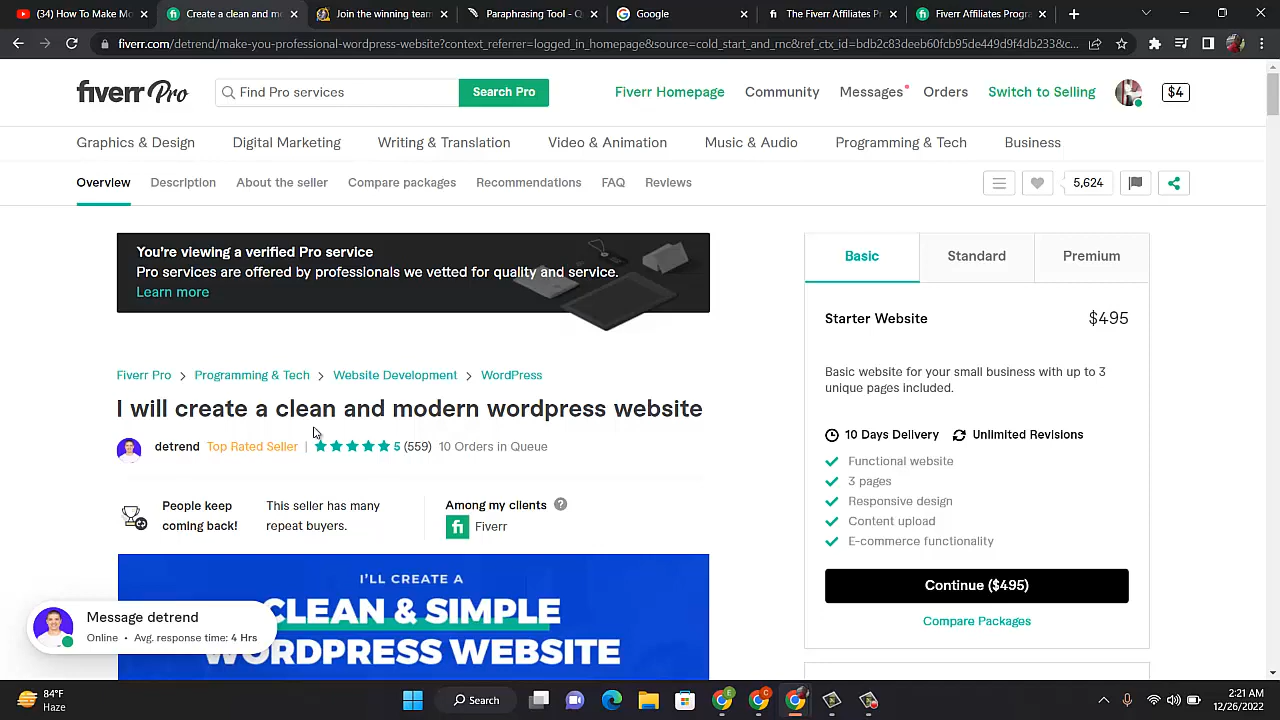 (34) How To Make Mo
Create a clean and mo
Join the winning team
Paraphrasing Tool - Q
Google
The Fiverr Affiliates P
Fiverr Affiliates Progra
fiverr.com/detrend/make-you-professional-wordpress-website?context_referrer=logged_in_homepage&source=cold_start_and_rnc&ref_ctx_id=bdb2c83deeb60fcb95de449d9f4db233&c...
fiverr Pro
Find Pro services
Search Pro
Fiverr Homepage
Community
Messages
Orders
Switch to Selling
$4
Graphics & Design
Digital Marketing
Writing & Translation
Video & Animation
Music & Audio
Programming & Tech
Business
Overview
Description
About the seller
Compare packages
Recommendations
FAQ
Reviews
5,624
You're viewing a verified Pro service
Pro services are offered by professionals we vetted for quality and service.
Learn more
Fiverr Pro > Programming & Tech > Website Development > WordPress
I will create a clean and modern wordpress website
detrend Top Rated Seller | 5 (559) 10 Orders in Queue
People keep
coming back!
This seller has many
repeat buyers.
Among my clients ?
fi Fiverr
I'LL CREATE A
CLEAN & SIMPLE
WORDPRESS WEBSITE
Message detrend
Online • Avg. response time: 4 Hrs
Basic
Standard
Premium
Starter Website $495
Basic website for your small business with up to 3
unique pages included.
10 Days Delivery Unlimited Revisions
Functional website
3 pages
Responsive design
Content upload
E-commerce functionality
Continue ($495)
Compare Packages
84°F
Haze
Search
2:21 AM
12/26/2022